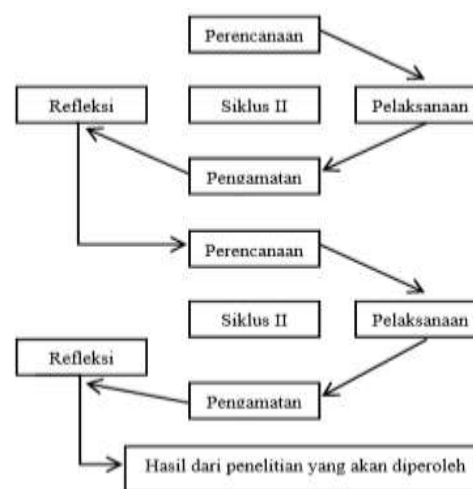 Perencanaan
Refleksi
Siklus II
Pelaksanaan
Pengamatan
Perencanaan
Siklus II
Pelaksanaan
Refleksi
Pengamatan
Hasil dari penelitian yang akan diperoleh